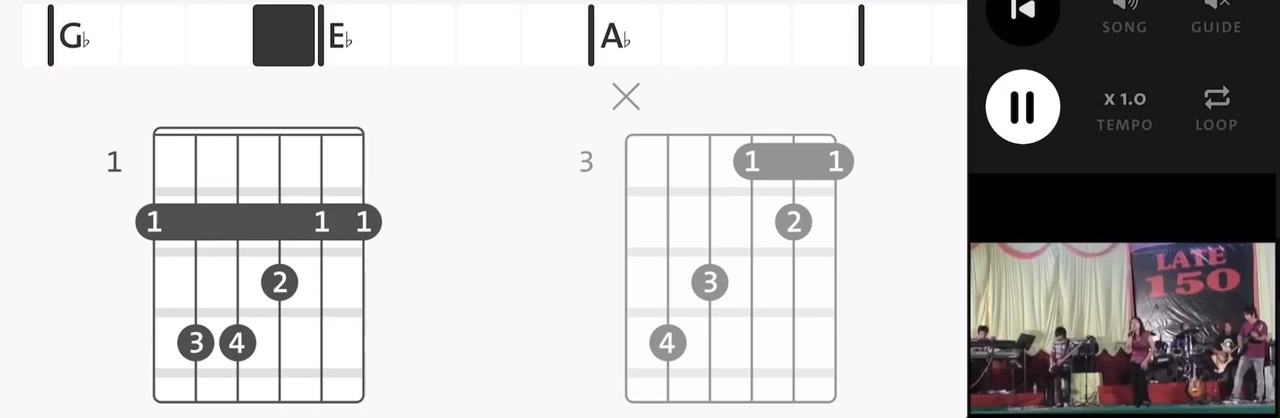 G♭ E♭ A♭
SONG GUIDE
X 1.0
TEMPO LOOP
1 3
1 1
1 1 1
2
2
3
3 4
4
LATE
150